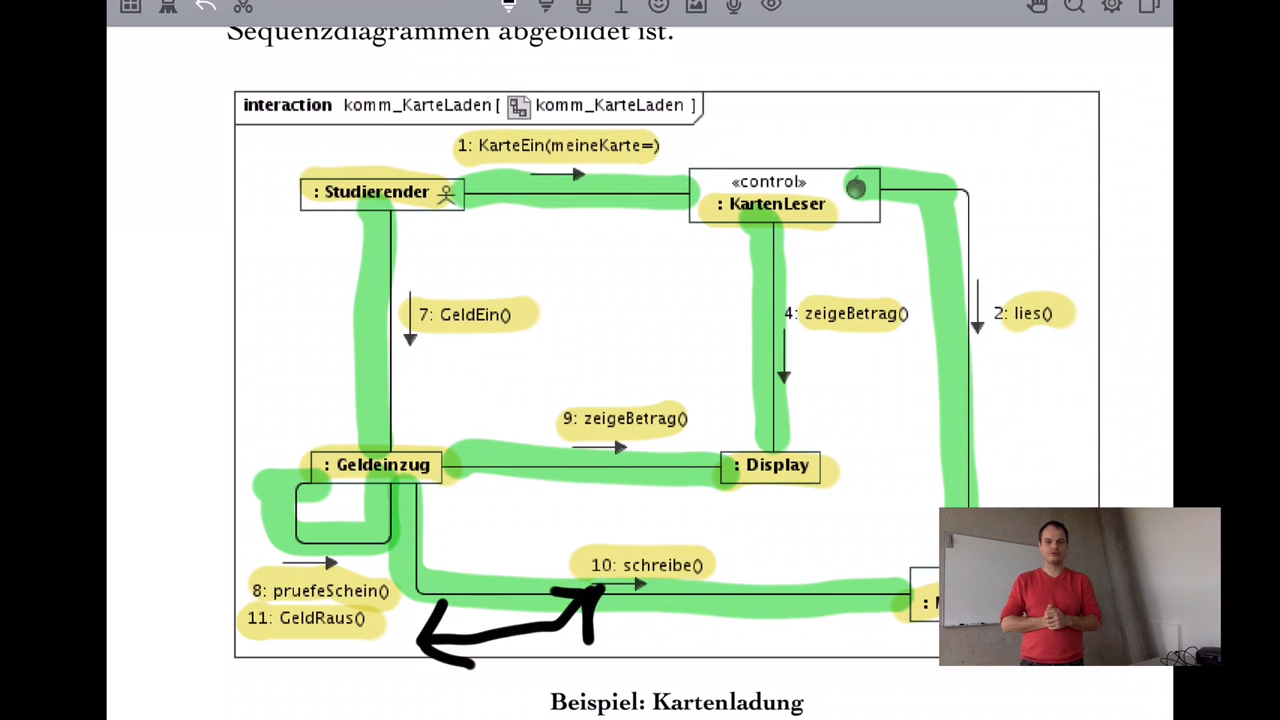 Sequenzdiagrammen abgebildet ist.
interaction komm_KarteLaden [ komm_KarteLaden ]
1: KarteEin(meineKarte=)
: Studierender
«control»
: KartenLeser
7: GeldEin()
4: zeigeBetrag()
2: lies()
9: zeigeBetrag()
: Geldeinzug
: Display
10: schreibe()
8: pruefeSchein()
11: GeldRaus()
:
Beispiel: Kartenladung